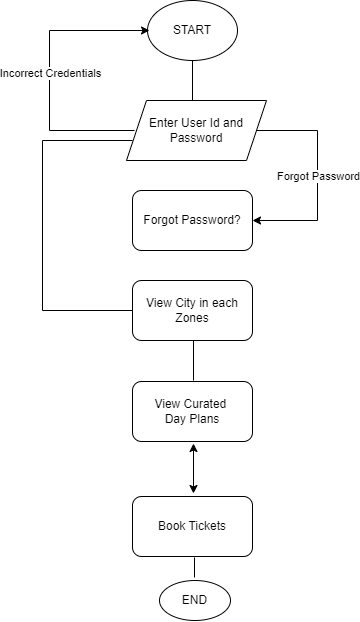 START
Incorrect Credentials
Enter User Id and
Password
Forgot Password
Forgot Password?
View City in each
Zones
View Curated
Day Plans
Book Tickets
END